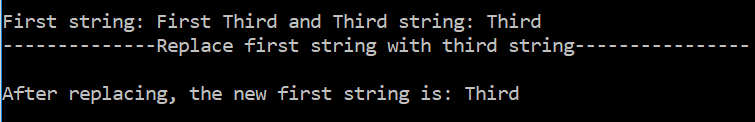 First string: First Third and Third string: Third
--------------Replace first string with third string----------------
After replacing, the new first string is: Third